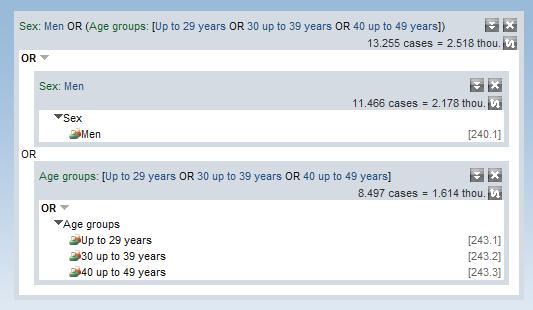 Sex: Men OR (Age groups: [Up to 29 years OR 30 up to 39 years OR 40 up to 49 years])
13.255 cases = 2.518 thou.
OR
Sex: Men
11.466 cases = 2.178 thou.
Sex
Men [240.1]
OR
Age groups: [Up to 29 years OR 30 up to 39 years OR 40 up to 49 years]
8.497 cases = 1.614 thou.
OR
Age groups
Up to 29 years [243.1]
30 up to 39 years [243.2]
40 up to 49 years [243.3]